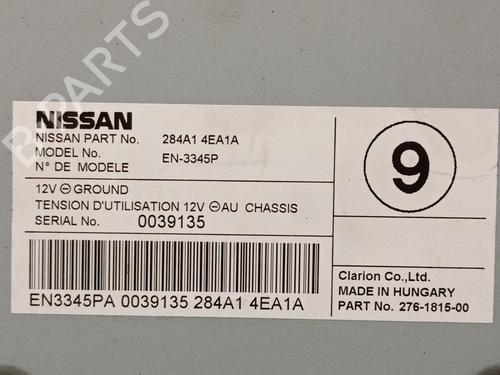 B-PARTS
NISSAN
NISSAN PART No. 284A1 4EA1A
MODEL No. EN-3345P
N° DE MODELE
12V ⊖ GROUND
TENSION D'UTILISATION 12V ⊖ AU CHASSIS
SERIAL No. 0039135
EN3345PA 0039135 284A1 4EA1A
9
Clarion Co.,Ltd.
MADE IN HUNGARY
PART No. 276-1815-00